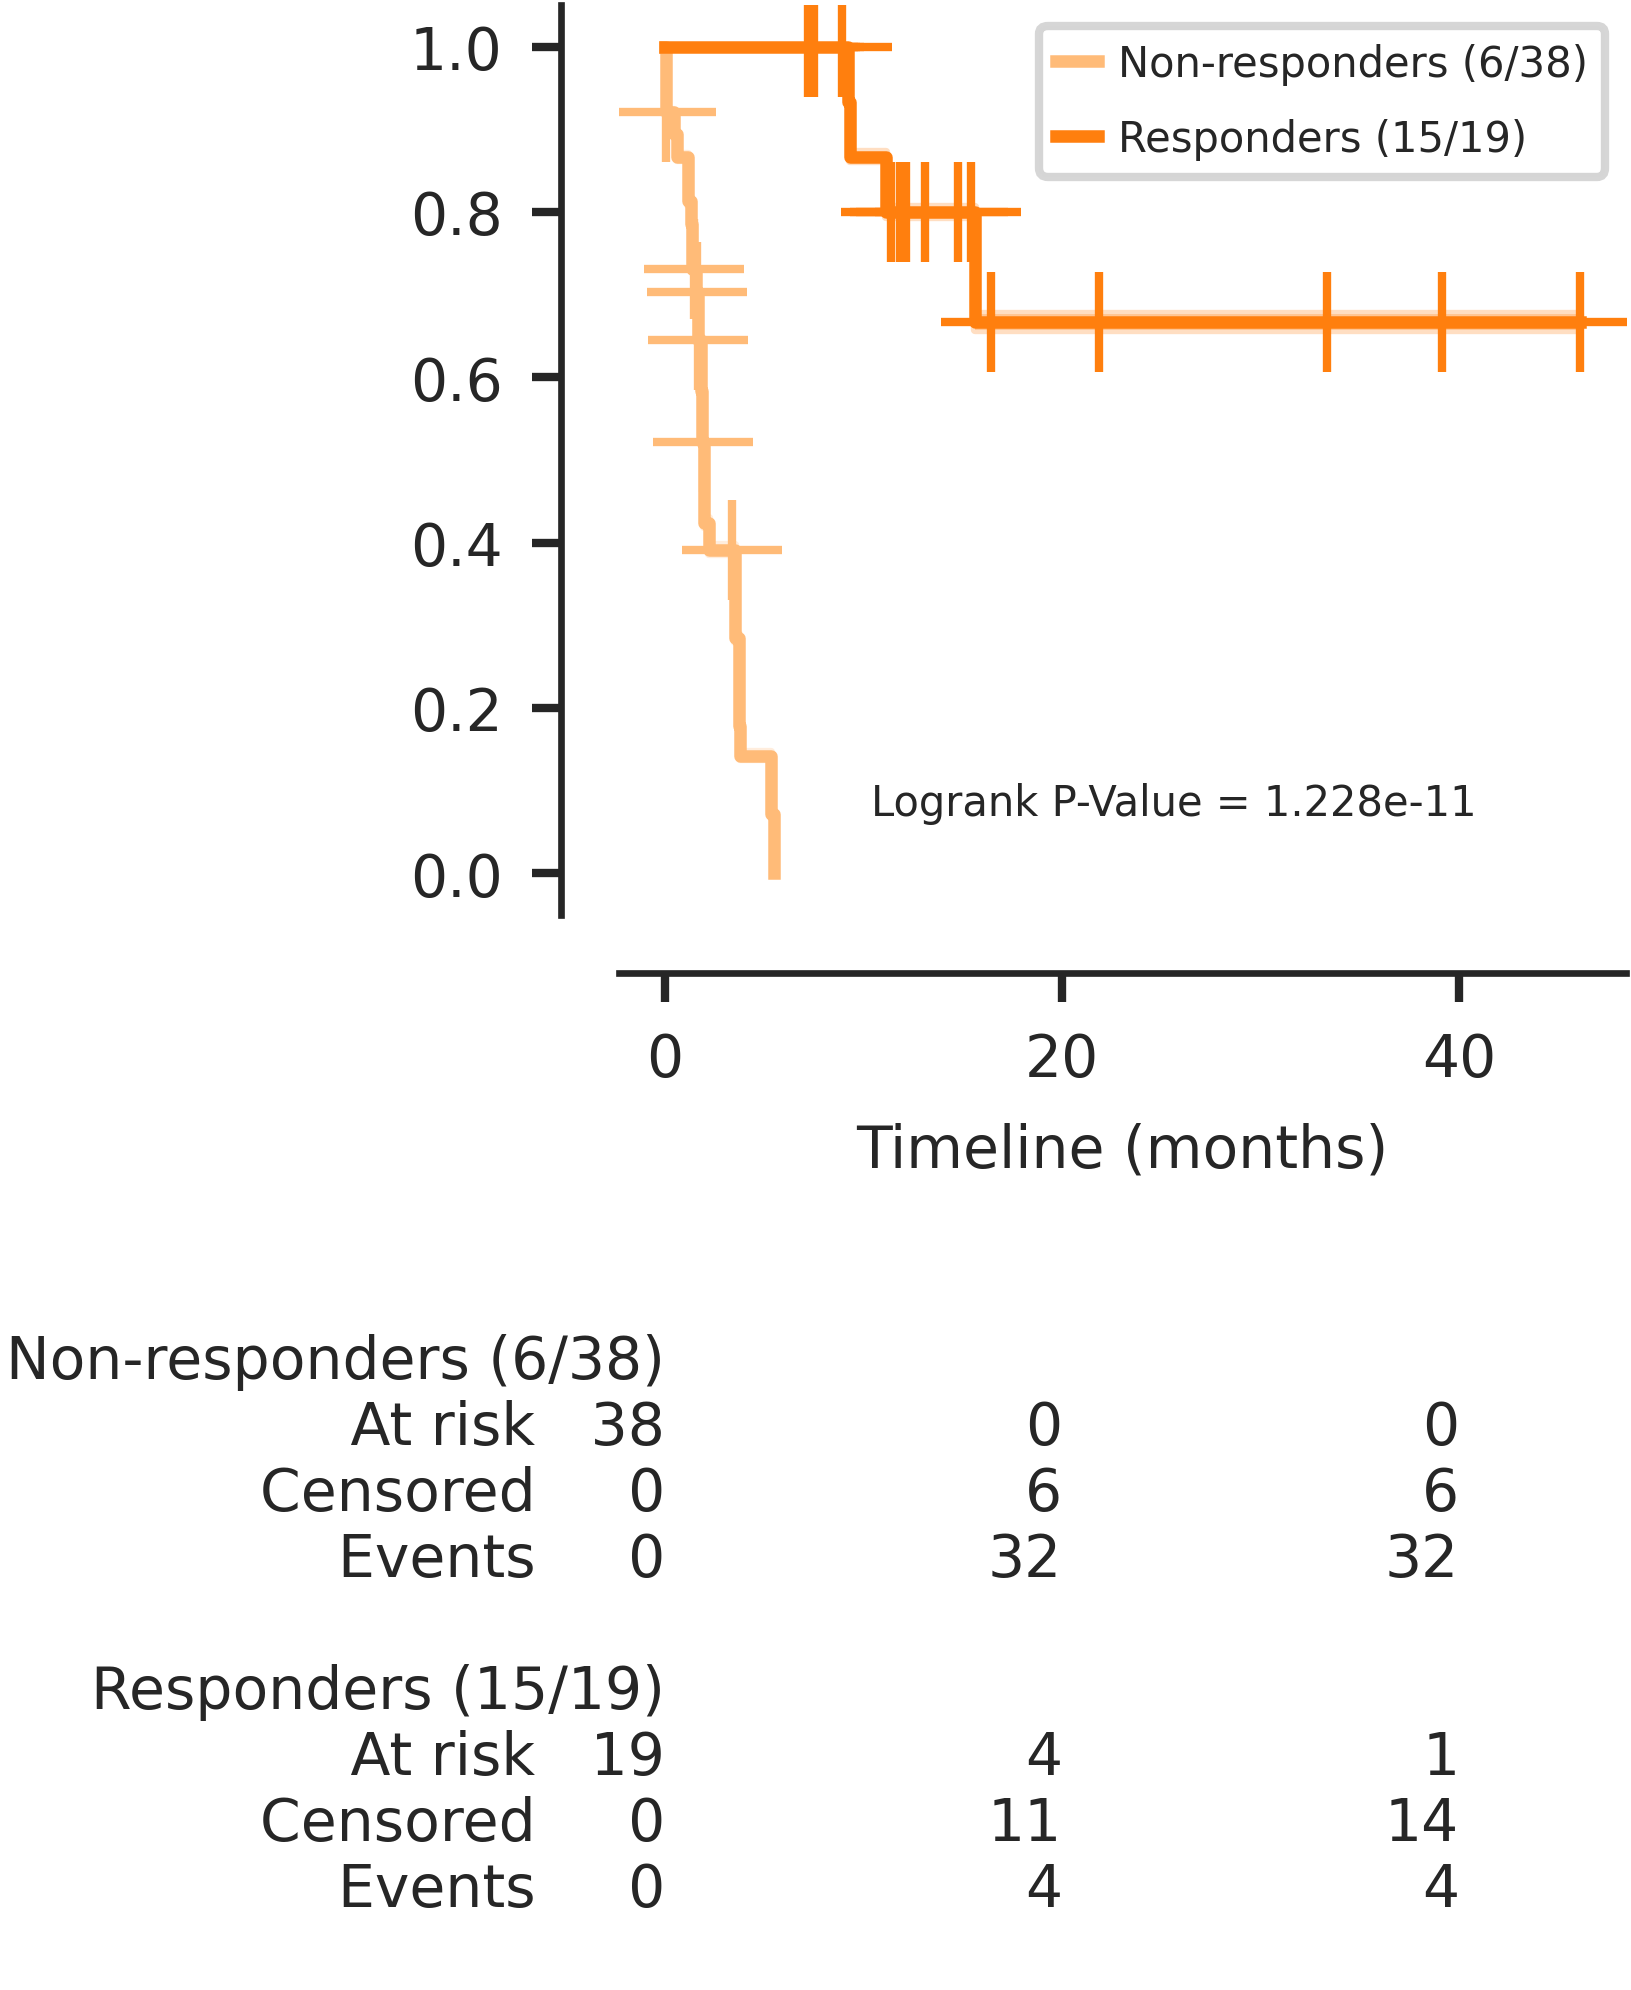 1.0
0.8
0.6
0.4
0.2
0.0
Non-responders (6/38)
Responders (15/19)
Logrank P-Value = 1.228e-11
0 20 40
Timeline (months)
Non-responders (6/38)
At risk 38 0 0
Censored 0 6 6
Events 0 32 32
Responders (15/19)
At risk 19 4 1
Censored 0 11 14
Events 0 4 4